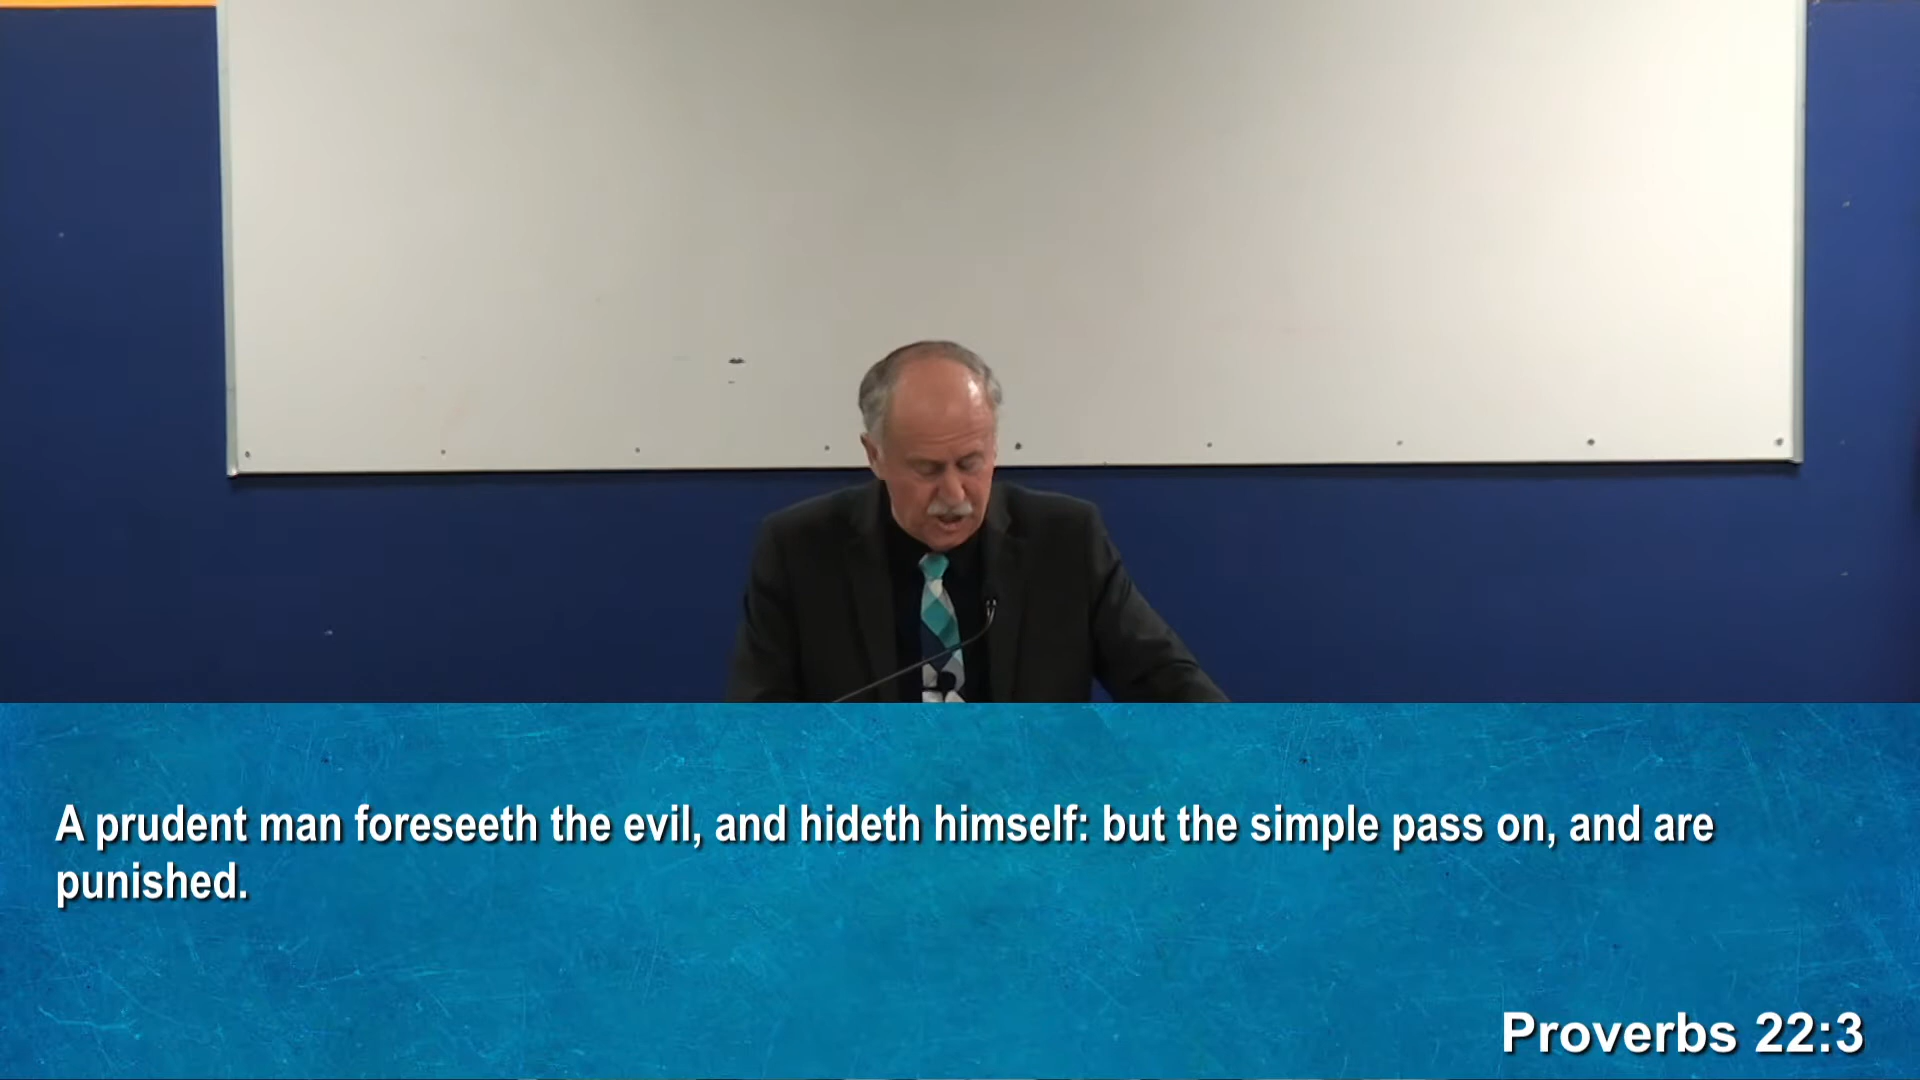 A prudent man foreseeth the evil, and hideth himself: but the simple pass on, and are
punished.
Proverbs 22:3